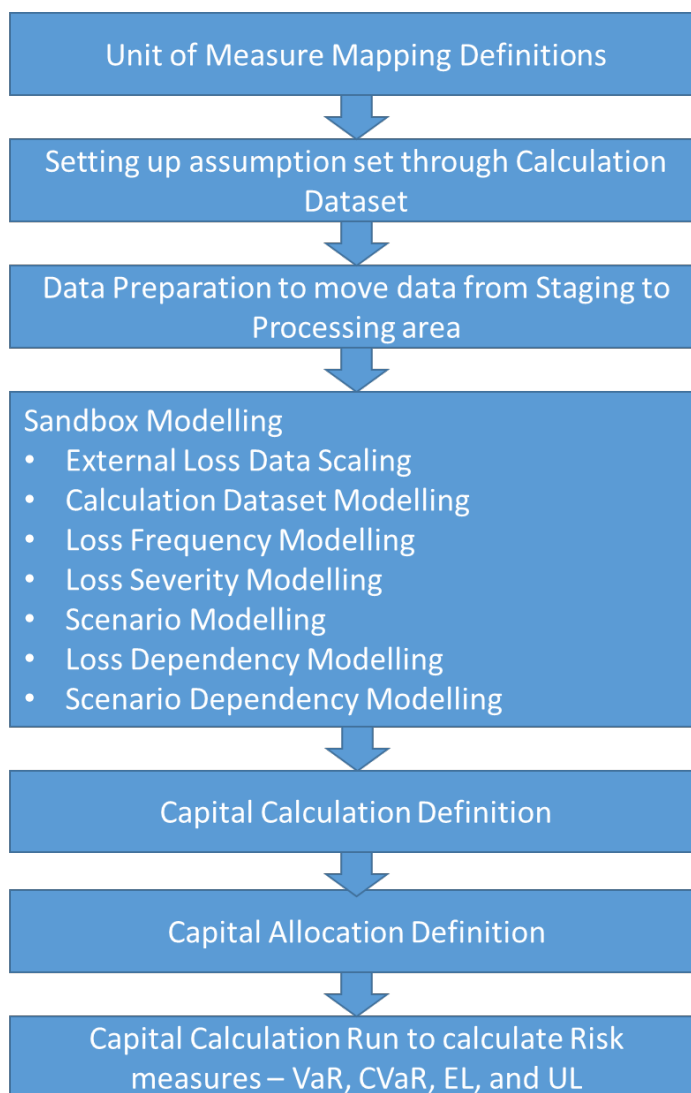 Unit of Measure Mapping Definitions
Setting up assumption set through Calculation
Dataset
Data Preparation to move data from Staging to
Processing area
Sandbox Modelling
• External Loss Data Scaling
• Calculation Dataset Modelling
• Loss Frequency Modelling
• Loss Severity Modelling
• Scenario Modelling
• Loss Dependency Modelling
• Scenario Dependency Modelling
Capital Calculation Definition
Capital Allocation Definition
Capital Calculation Run to calculate Risk
measures – VaR, CVaR, EL, and UL